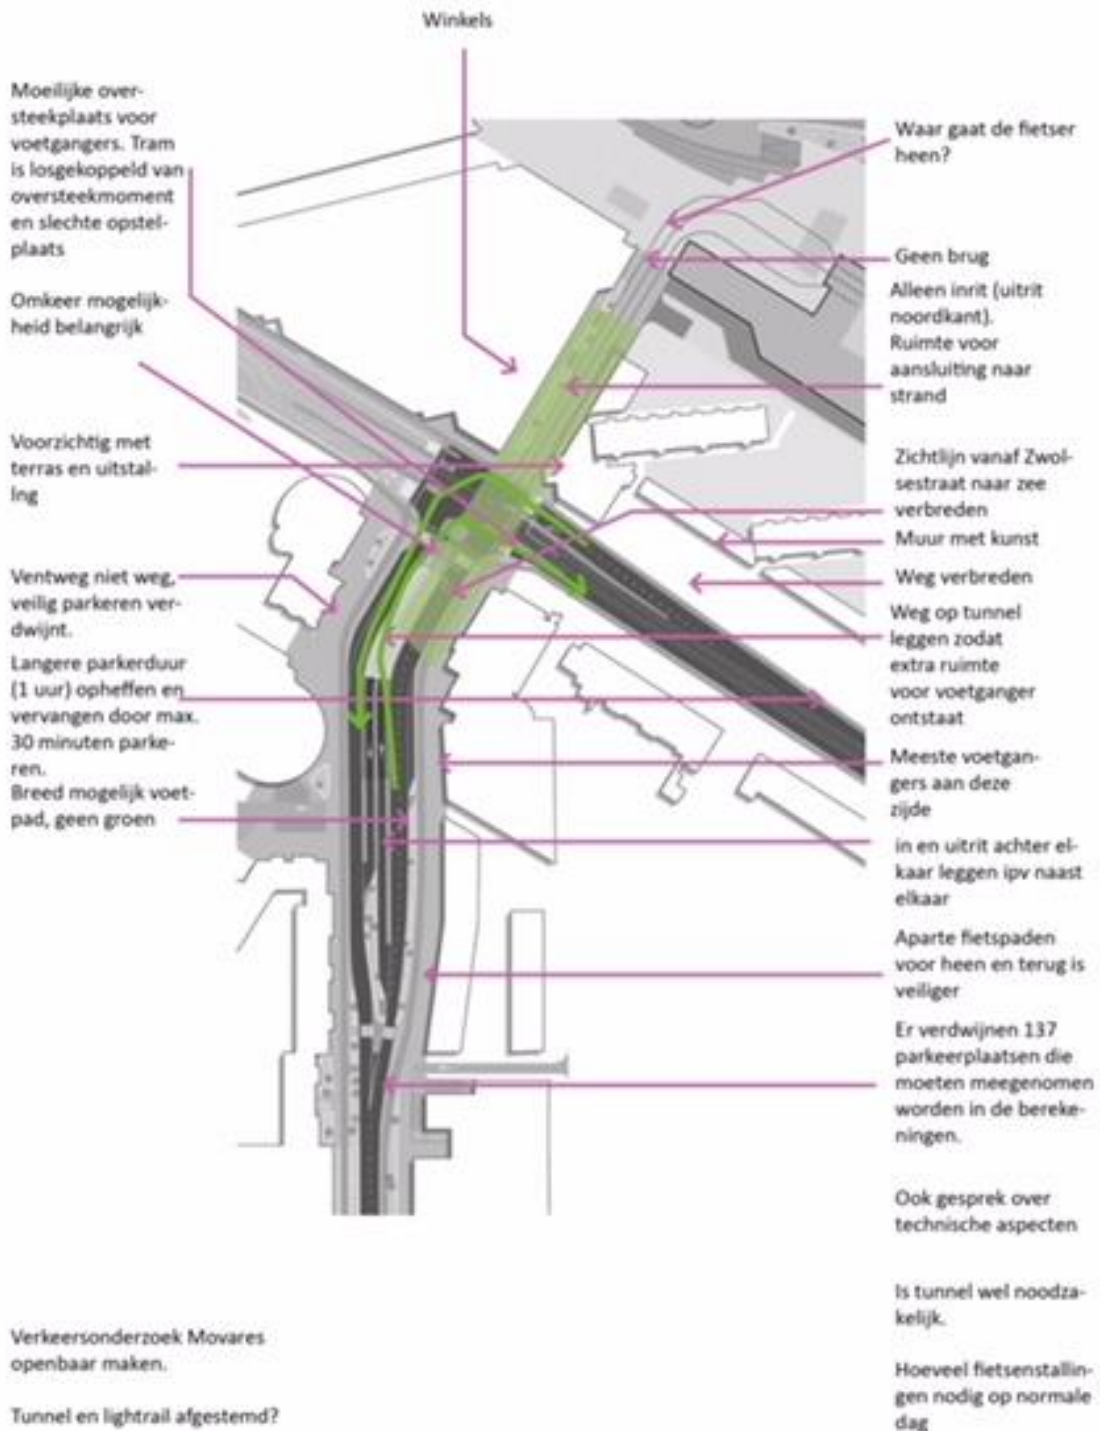 Winkels
Moeilijke over-
steekplaats voor
voetgangers. Tram
is losgekoppeld van
oversteekmoment
en slechte opstel-
plaats
Omkeer mogelijk-
heid belangrijk
Voorzichtig met
terras en uitstal-
lng
Ventweg niet weg,
veilig parkeren ver-
dwijnt.
Langere parkerduur
(1 uur) opheffen en
vervangen door max.
30 minuten parke-
ren.
Breed mogelijk voet-
pad, geen groen
Verkeersonderzoek Movares
openbaar maken.
Tunnel en lightrail afgestemd?
Waar gaat de fietser
heen?
Geen brug
Alleen inrit (uitrit
noordkant).
Ruimte voor
aansluiting naar
strand
Zichtlijn vanaf Zwol-
sestraat naar zee
verbreden
Muur met kunst
Weg verbreden
Weg op tunnel
leggen zodat
extra ruimte
voor voetganger
ontstaat
Meeste voetgan-
gers aan deze
zijde
in en uitrit achter el-
kaar leggen ipv naast
elkaar
Aparte fietspaden
voor heen en terug is
veiliger
Er verdwijnen 137
parkeerplaatsen die
moeten meegenomen
worden in de bereke-
ningen.
Ook gesprek over
technische aspecten
Is tunnel wel noodza-
kelijk.
Hoeveel fietsenstallin-
gen nodig op normale
dag